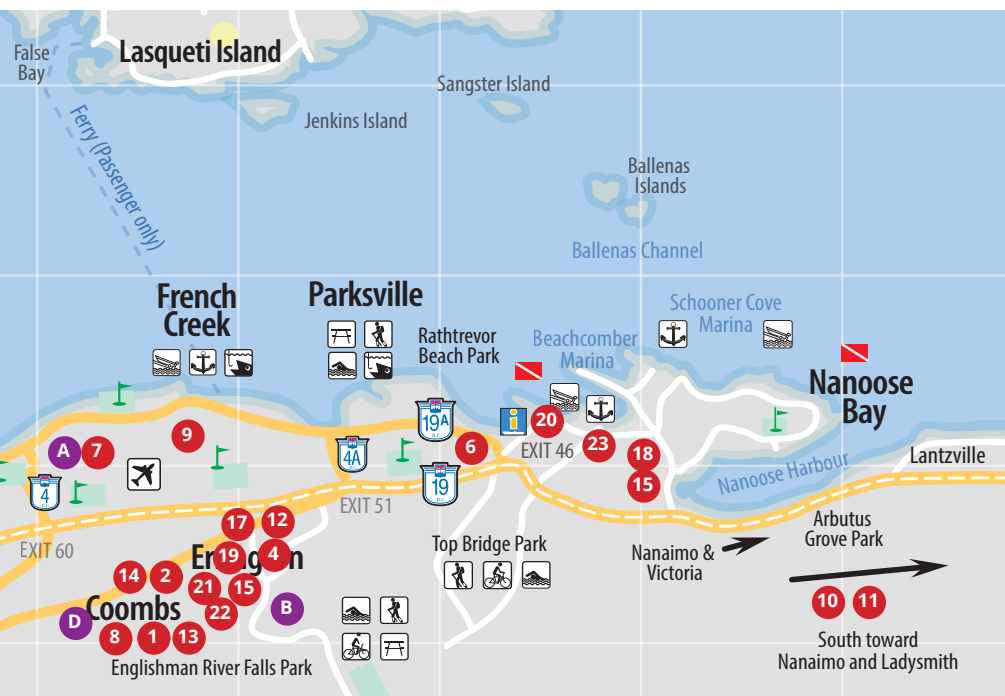 Lasqueti Island
False
Bay
Sangster Island
Jenkins Island
Ferry (Passenger only)
Ballenas
Islands
Ballenas Channel
French
Creek
Parksville
Rathtrevor
Beach Park
Beachcomber
Marina
Schooner Cove
Marina
Nanoose
Bay
Nanoose Harbour
Lantzville
A
7
9
4
4A
19A
B.C.
19
B.C.
6
i
20
EXIT 46
23
18
15
EXIT 51
EXIT 60
17
12
19
4
14
2
21
15
22
Coombs
D
8
1
13
B
Englishman River Falls Park
Top Bridge Park
Nanaimo &
Victoria
Arbutus
Grove Park
10
11
South toward
Nanaimo and Ladysmith